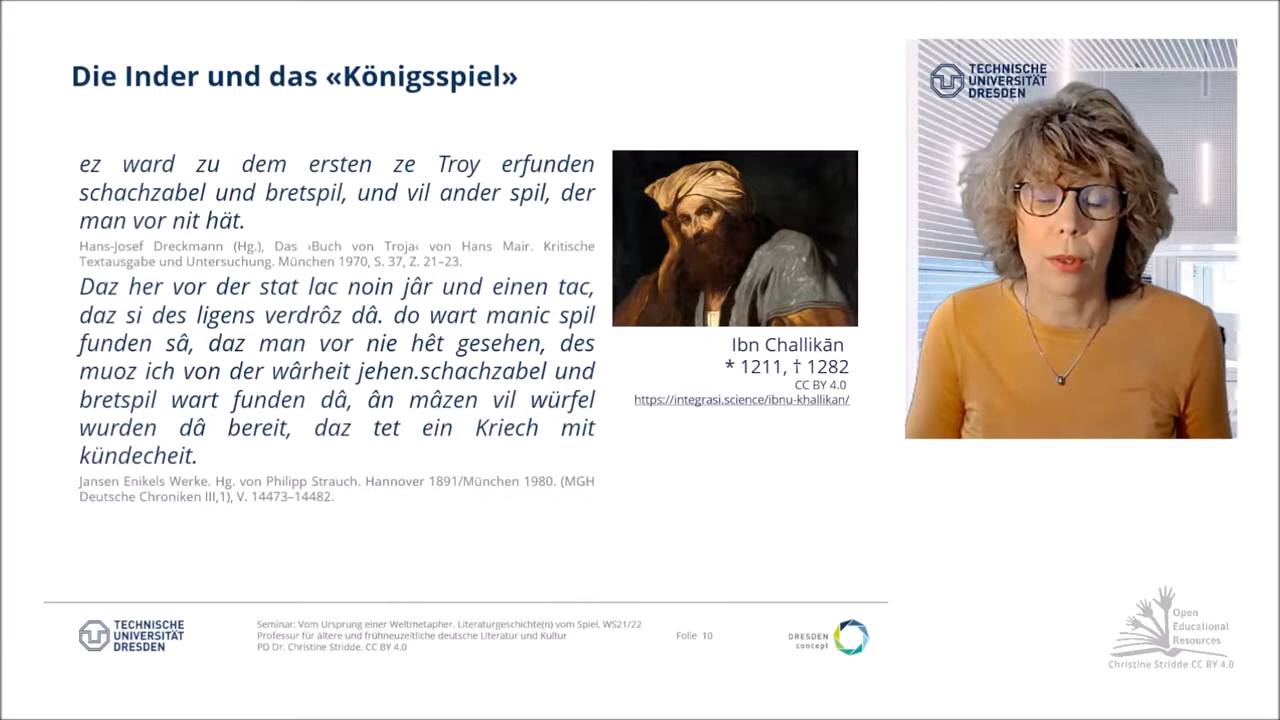 Die Inder und das «Königsspiel»
ez ward zu dem ersten ze Troy erfunden
schachzabel und bretspil, und vil ander spil, der
man vor nit hät.
Hans-Josef Dreckmann (Hg.), Das ›Buch von Troja‹ von Hans Mair. Kritische
Textausgabe und Untersuchung. München 1970, S. 37, Z. 21–23.
Daz her vor der stat lac noin jâr und einen tac,
daz si des ligens verdrôz dâ. do wart manic spil
funden sâ, daz man vor nie hêt gesehen, des
muoz ich von der wârheit jehen.schachzabel und
bretspil wart funden dâ, ân mâzen vil würfel
wurden dâ bereit, daz tet ein Kriech mit
kündecheit.
Jansen Enikels Werke. Hg. von Philipp Strauch. Hannover 1891/München 1980. (MGH
Deutsche Chroniken III,1), V. 14473–14482.
Ibn Challikān
* 1211, † 1282
CC BY 4.0
https://integrasi.science/ibnu-khallikan/
TECHNISCHE
UNIVERSITÄT
DRESDEN
TECHNISCHE
UNIVERSITÄT
DRESDEN
Seminar: Vom Ursprung einer Weltmetapher. Literaturgeschichte(n) vom Spiel, WS21/22
Professur für ältere und frühneuzeitliche deutsche Literatur und Kultur
PD Dr. Christine Stridde. CC BY 4.0
Folie 10
DRESDEN
concept
Open
Educational
Resources
Christine Stridde CC BY 4.0